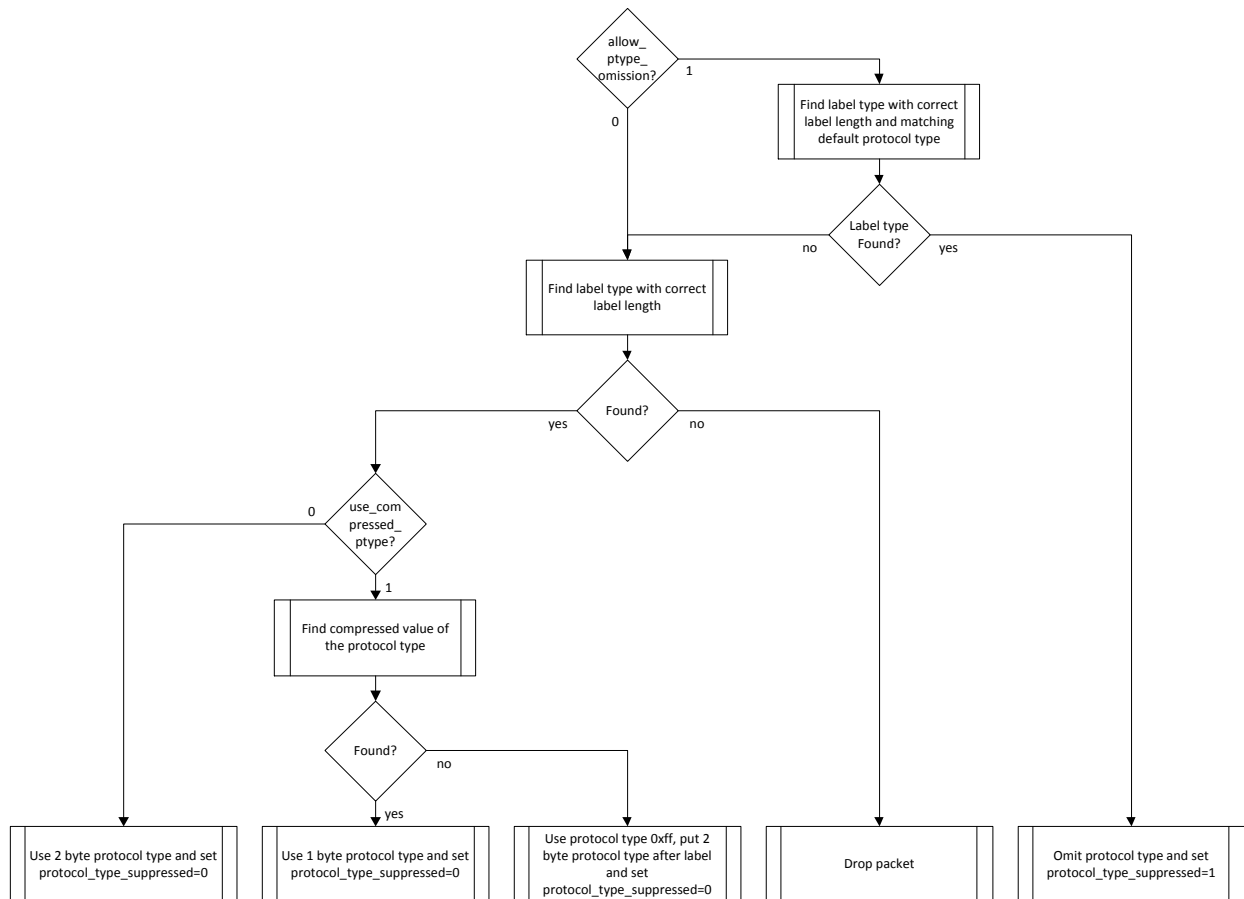 allow_
ptype_
omission?
1
0
Find label type with correct
label length and matching
default protocol type
Label type
Found?
no
yes
Find label type with correct
label length
Found?
yes
no
use_com
pressed_
ptype?
0
1
Find compressed value of
the protocol type
Found?
no
yes
Use 2 byte protocol type and set
protocol_type_suppressed=0
Use 1 byte protocol type and set
protocol_type_suppressed=0
Use protocol type 0xff, put 2
byte protocol type after label
and set
protocol_type_suppressed=0
Drop packet
Omit protocol type and set
protocol_type_suppressed=1